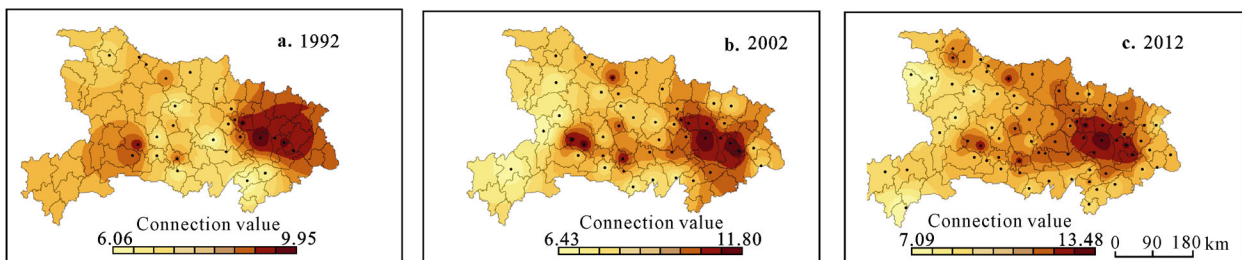 a. 1992
Connection value
6.06 9.95
b. 2002
Connection value
6.43 11.80
c. 2012
Connection value
7.09 13.48
0 90 180 km